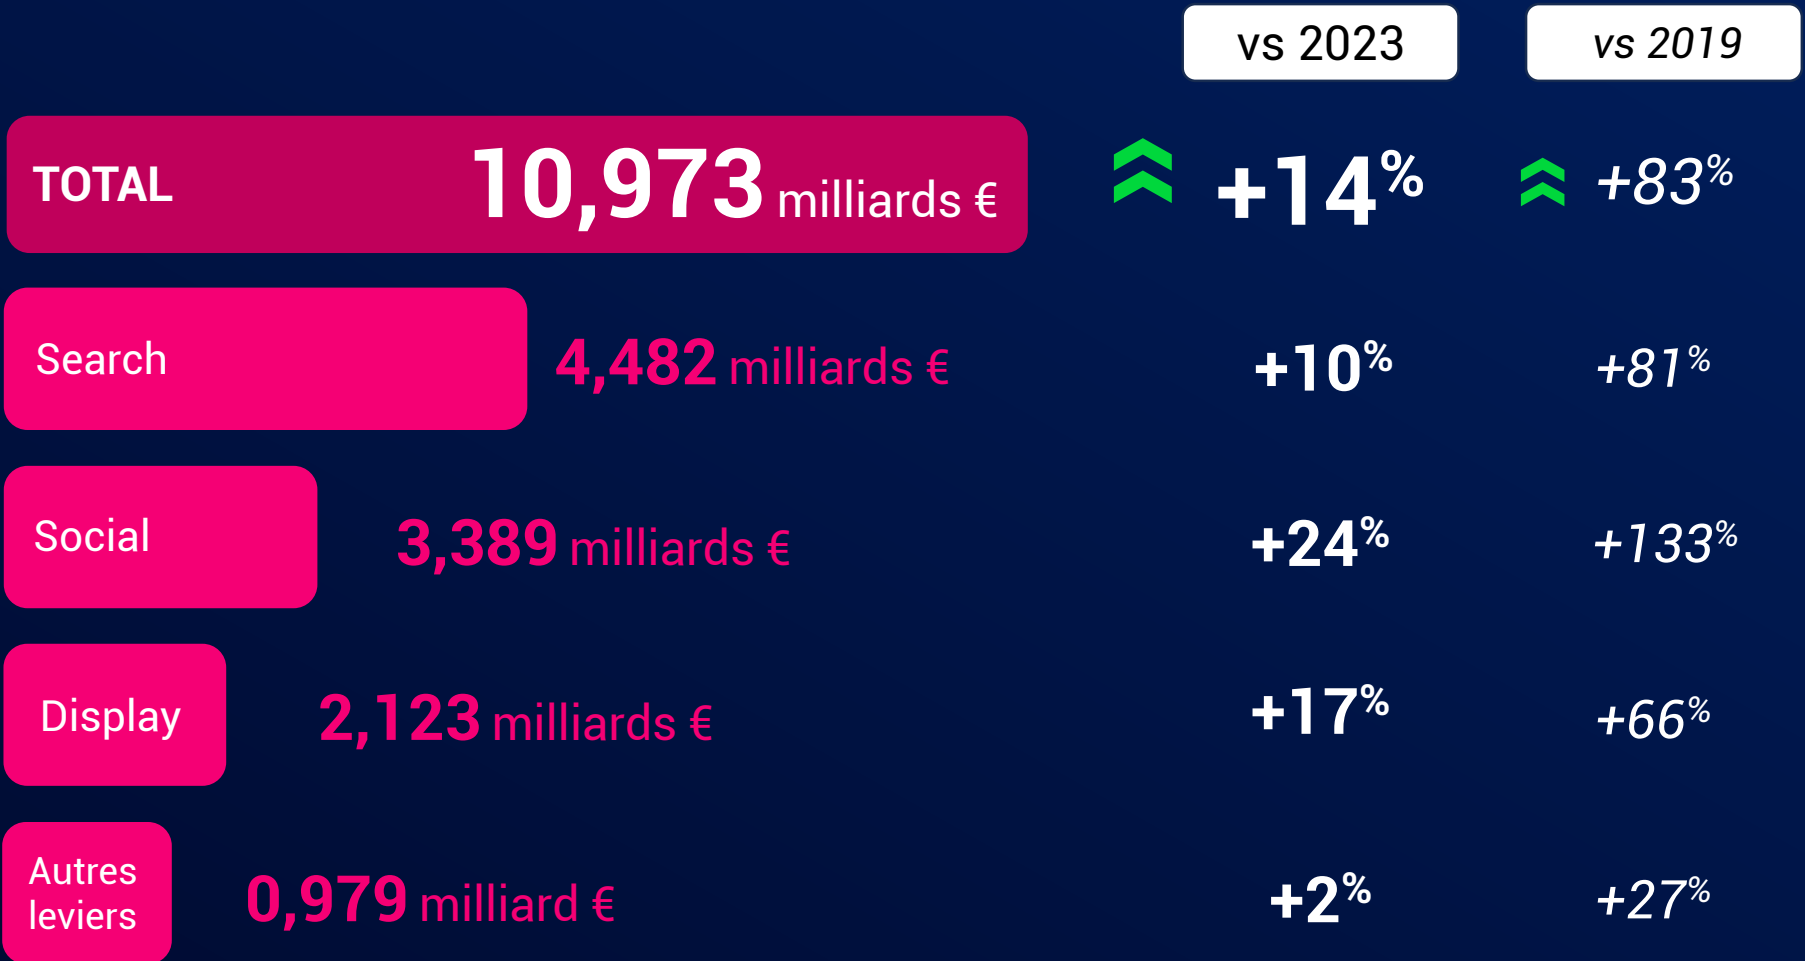 vs 2023 vs 2019
TOTAL 10,973 milliards € +14% +83%
Search 4,482 milliards € +10% +81%
Social 3,389 milliards € +24% +133%
Display 2,123 milliards € +17% +66%
Autres
leviers 0,979 milliard € +2% +27%